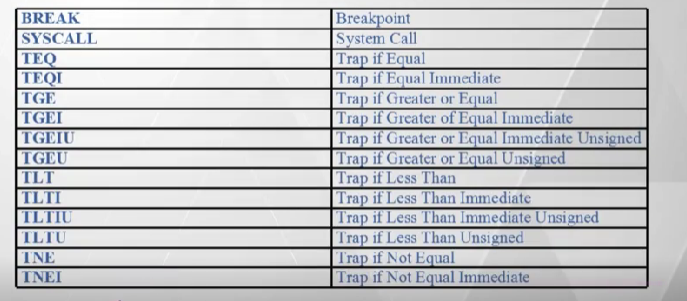 BREAK Breakpoint
SYSCALL System Call
TEQ Trap if Equal
TEQI Trap if Equal Immediate
TGE Trap if Greater or Equal
TGEI Trap if Greater of Equal Immediate
TGEIU Trap if Greater or Equal Immediate Unsigned
TGEU Trap if Greater or Equal Unsigned
TLT Trap if Less Than
TLTI Trap if Less Than Immediate
TLTIU Trap if Less Than Immediate Unsigned
TLTU Trap if Less Than Unsigned
TNE Trap if Not Equal
TNEI Trap if Not Equal Immediate